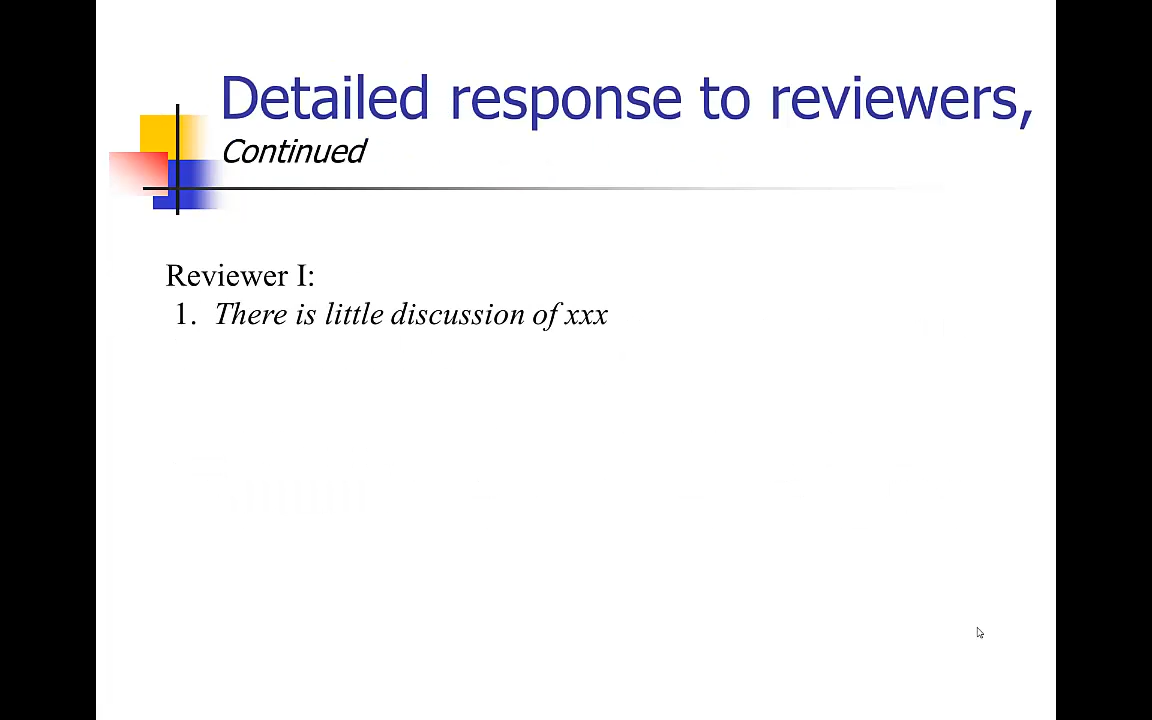 Detailed response to reviewers,
Continued
Reviewer I:
1. There is little discussion of xxx